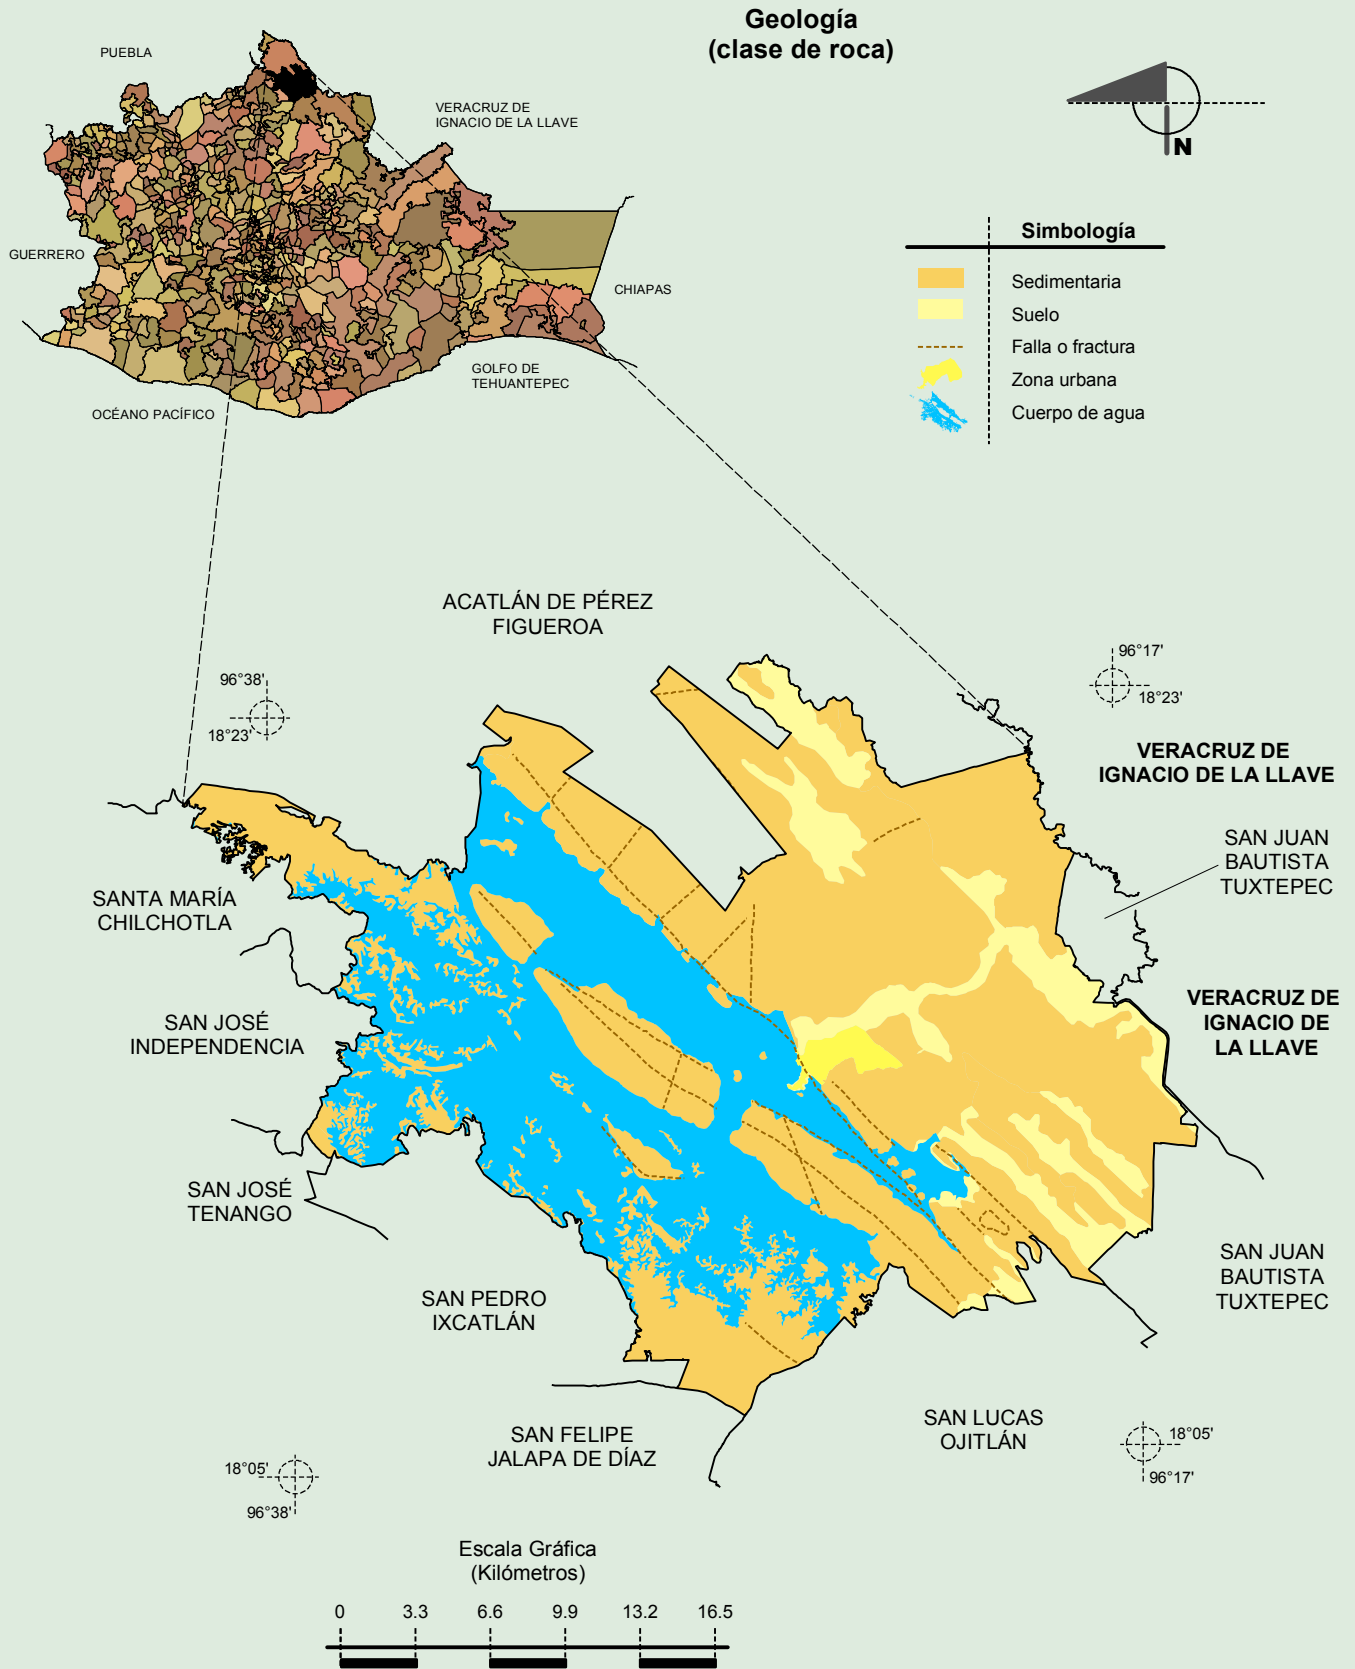 Geología
(clase de roca)
PUEBLA
VERACRUZ DE
IGNACIO DE LA LLAVE
GUERRERO
CHIAPAS
GOLFO DE
TEHUANTEPEC
OCÉANO PACÍFICO
N
Simbología
Sedimentaria
Suelo
Falla o fractura
Zona urbana
Cuerpo de agua
ACATLÁN DE PÉREZ
FIGUEROA
96°38'
18°23'
96°17'
18°23'
VERACRUZ DE
IGNACIO DE LA LLAVE
SAN JUAN
BAUTISTA
TUXTEPEC
SANTA MARÍA
CHILCHOTLA
VERACRUZ DE
IGNACIO DE
LA LLAVE
SAN JOSÉ
INDEPENDENCIA
SAN JOSÉ
TENANGO
SAN JUAN
BAUTISTA
TUXTEPEC
SAN PEDRO
IXCATLÁN
SAN LUCAS
OJITLÁN
SAN FELIPE
JALAPA DE DÍAZ
18°05'
96°38'
18°05'
96°17'
Escala Gráfica
(Kilómetros)
0 3.3 6.6 9.9 13.2 16.5